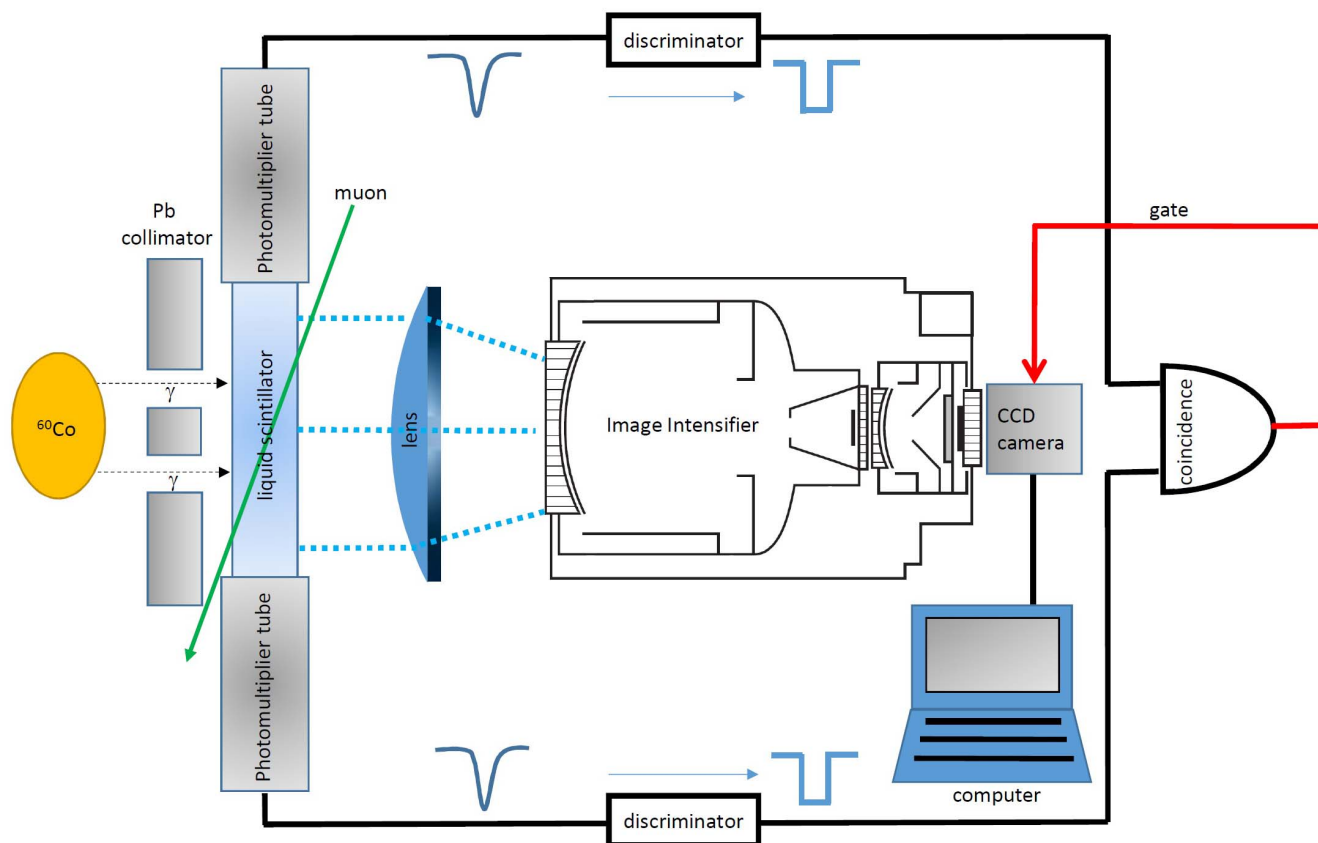 discriminator
Photomultiplier tube
muon
Pb
collimator
gate
γ
⁶⁰Co
γ
liquid scintillator
lens
Image Intensifier
CCD
camera
coincidence
Photomultiplier tube
computer
discriminator